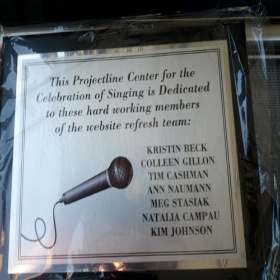 This Projectline Center for the
Celebration of Singing is Dedicated
to these hard working members
of the website refresh team:
KRISTIN BECK
COLLEEN GILLON
TIM CASHMAN
ANN NAUMANN
MEG STASIAK
NATALIA CAMPAU
KIM JOHNSON